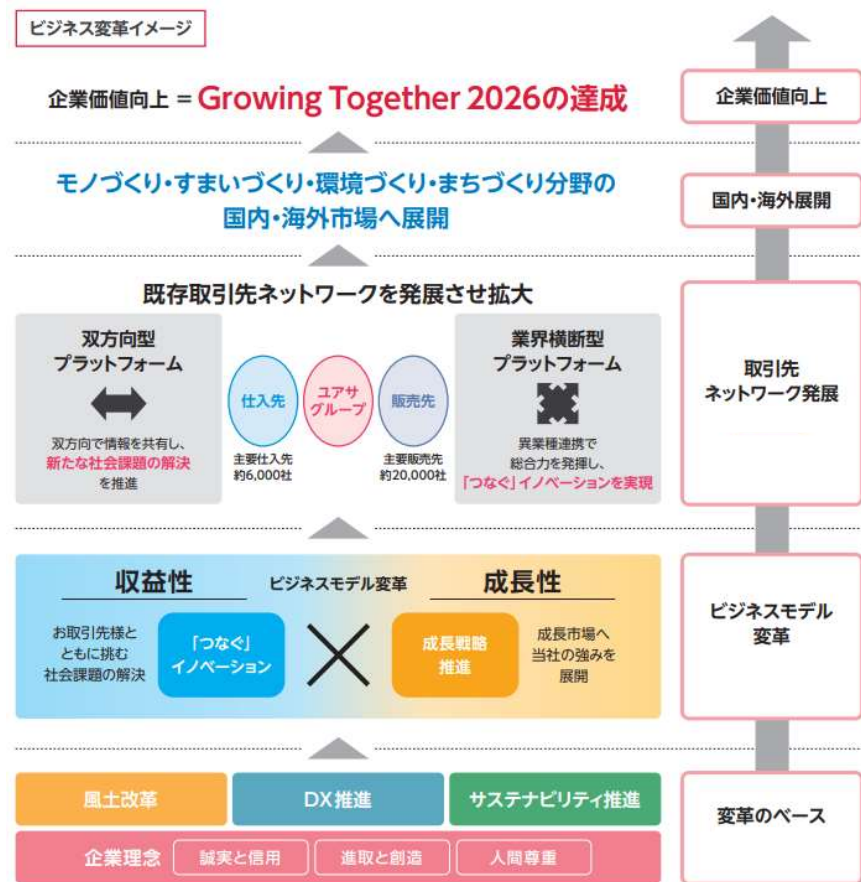 ビジネス変革イメージ
企業価値向上 = Growing Together 2026の達成
企業価値向上
モノづくり・すまいづくり・環境づくり・まちづくり分野の
国内・海外市場へ展開
国内・海外展開
既存取引先ネットワークを発展させ拡大
双方向型
プラットフォーム
双方向で情報を共有し、
新たな社会課題の解決
を推進
仕入先
主要仕入先
約6,000社
ユアサ
グループ
販売先
主要販売先
約20,000社
業界横断型
プラットフォーム
異業種連携で
総合力を発揮し、
「つなぐ」イノベーションを実現
取引先
ネットワーク発展
収益性
ビジネスモデル変革
成長性
お取引先様と
ともに挑む
社会課題の解決
「つなぐ」
イノベーション
成長戦略
推進
成長市場へ
当社の強みを
展開
ビジネスモデル
変革
風土改革
DX推進
サステナビリティ推進
企業理念
誠実と信用
進取と創造
人間尊重
変革のベース